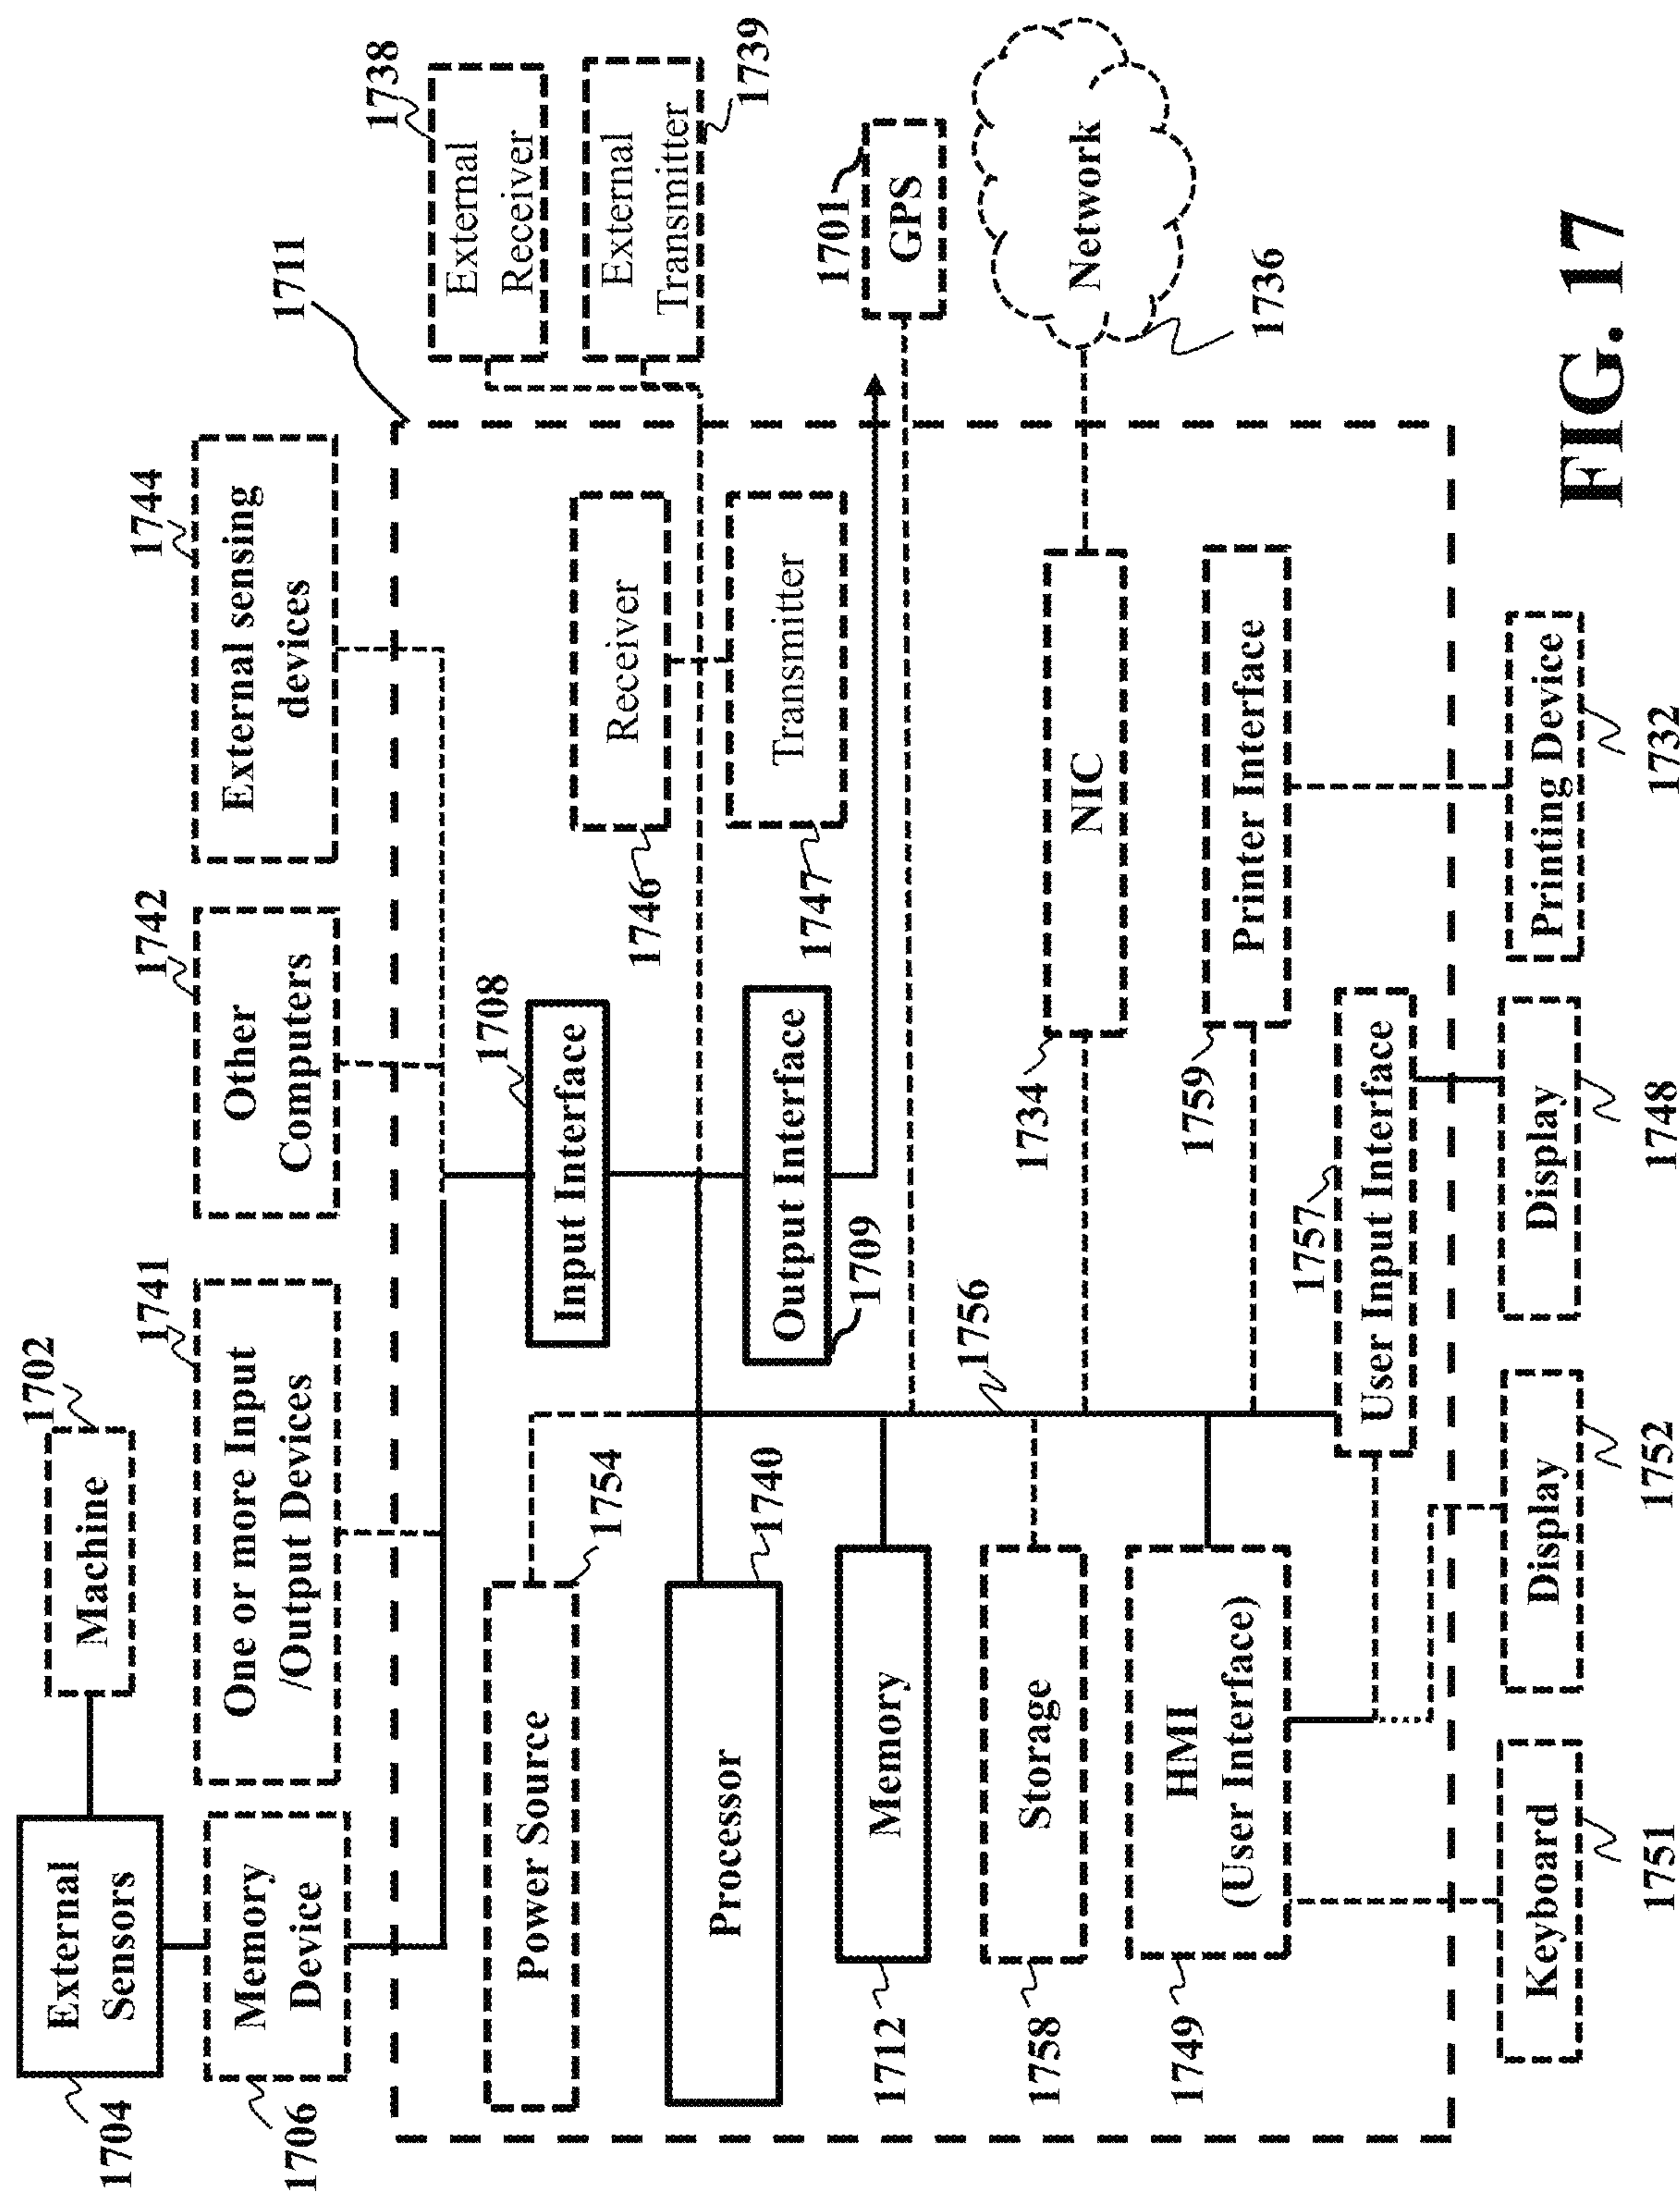 1704
External
Sensors
1702
Machine
1706
Memory
Device
1741
One or more Input
/Output Devices
1742
Other
Computers
1744
External sensing
devices
1711
1738
External
Receiver
External
Transmitter
1739
Power Source
1754
1708
Input Interface
Receiver
1746
Processor
1740
Output Interface
1709
Transmitter
1747
1701
GPS
1712
Memory
1756
1758
Storage
1734
NIC
Network
1736
1749
HMI
(User Interface)
1759
Printer Interface
1757
User Input Interface
Keyboard
1751
Display
1752
Display
1748
Printing Device
1732
FIG. 17